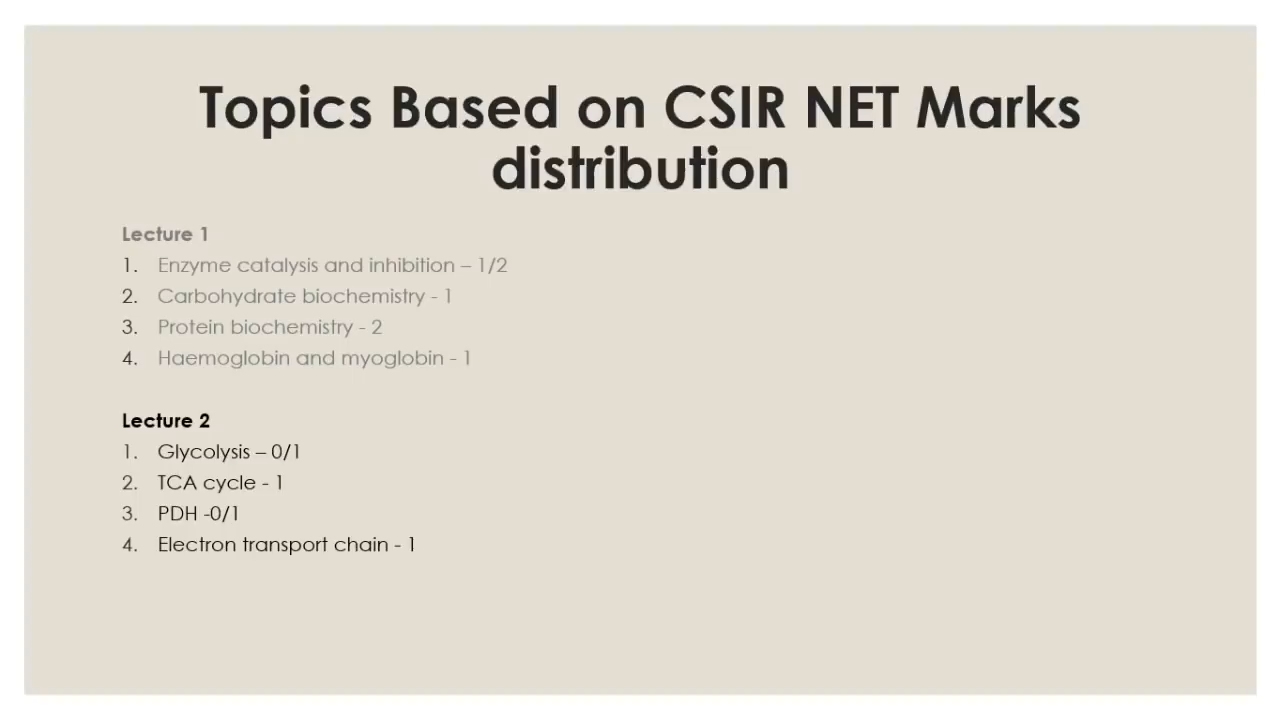 Topics Based on CSIR NET Marks
distribution
Lecture 1
1. Enzyme catalysis and inhibition – 1/2
2. Carbohydrate biochemistry - 1
3. Protein biochemistry - 2
4. Haemoglobin and myoglobin - 1
Lecture 2
1. Glycolysis – 0/1
2. TCA cycle - 1
3. PDH -0/1
4. Electron transport chain - 1